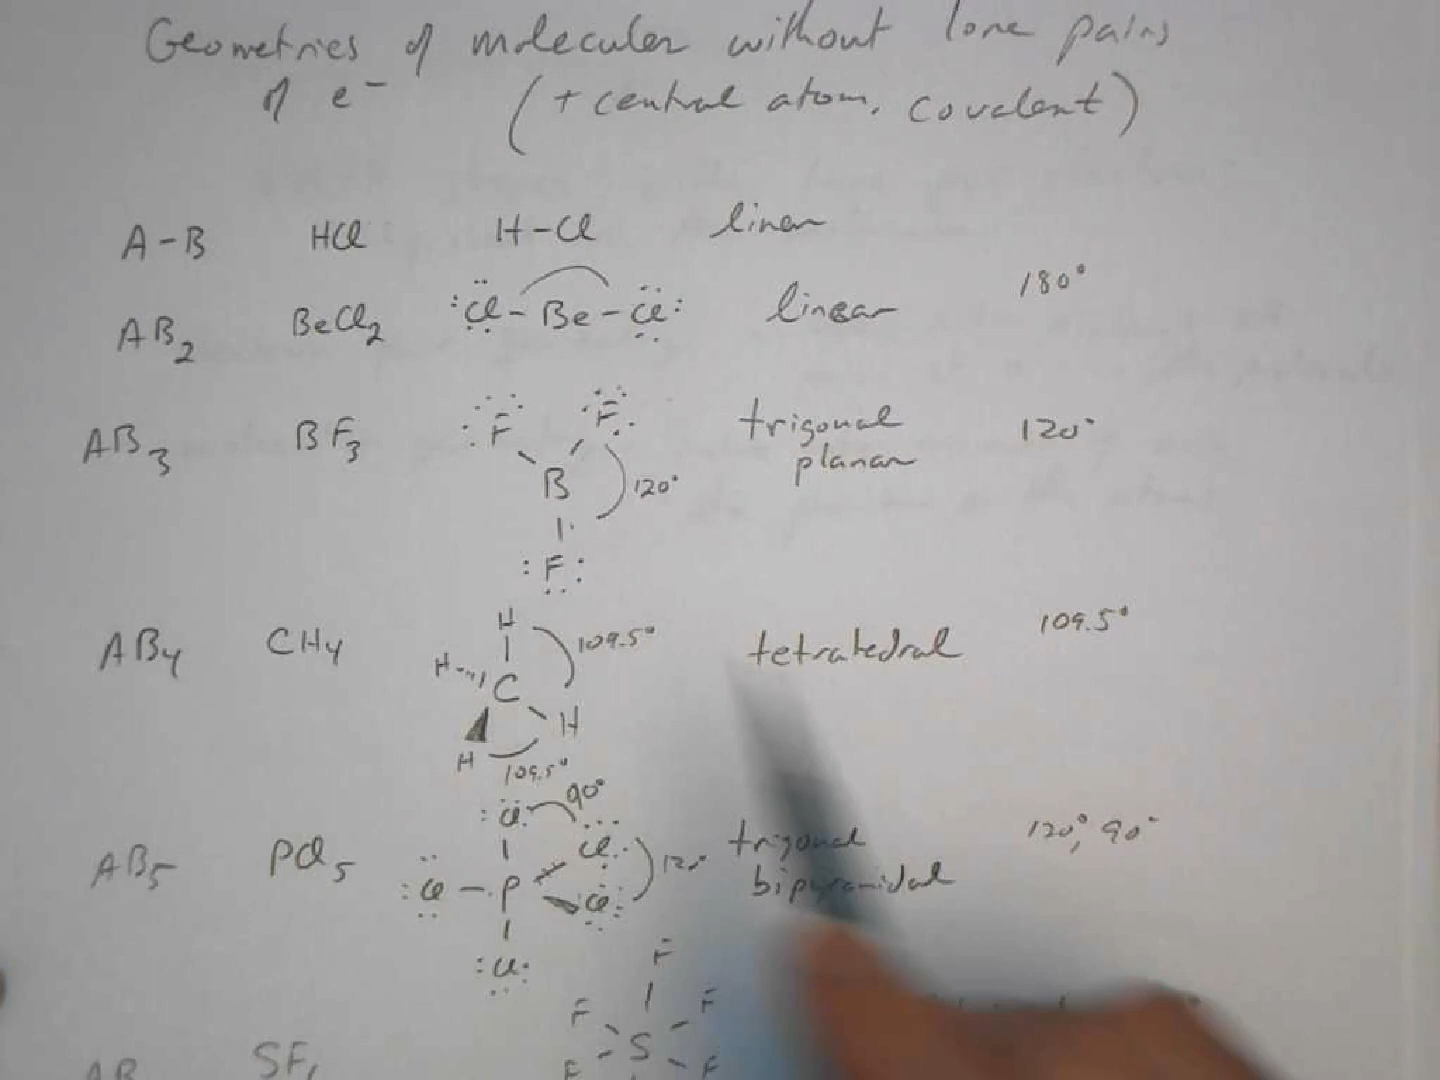 Geometries of molecular without lone pairs
of e⁻ (+ central atom, covalent)
A-B HCl H-Cl linear
AB₂ BeCl₂ :Cl-Be-Cl: linear 180°
AB₃ BF₃ trigonal planar 120°
:F F:
B 120°
:F:
AB₄ CH₄ tetrahedral 109.5°
H 109.5°
H C
H H
109.5°
AB₅ PCl₅ trigonal bipyramidal 120°, 90°
:Cl: 90°
Cl: 120°
:Cl-P Cl:
:Cl:
F
F F
AB SF S
F F